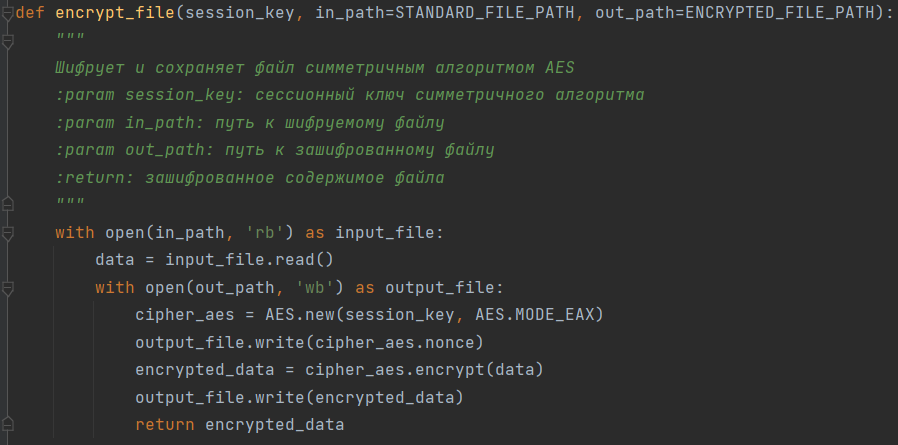 def encrypt_file(session_key, in_path=STANDARD_FILE_PATH, out_path=ENCRYPTED_FILE_PATH):
    """
    Шифрует и сохраняет файл симметричным алгоритмом AES
    :param session_key: сессионный ключ симметричного алгоритма
    :param in_path: путь к шифруемому файлу
    :param out_path: путь к зашифрованному файлу
    :return: зашифрованное содержимое файла
    """
    with open(in_path, 'rb') as input_file:
        data = input_file.read()
        with open(out_path, 'wb') as output_file:
            cipher_aes = AES.new(session_key, AES.MODE_EAX)
            output_file.write(cipher_aes.nonce)
            encrypted_data = cipher_aes.encrypt(data)
            output_file.write(encrypted_data)
            return encrypted_data